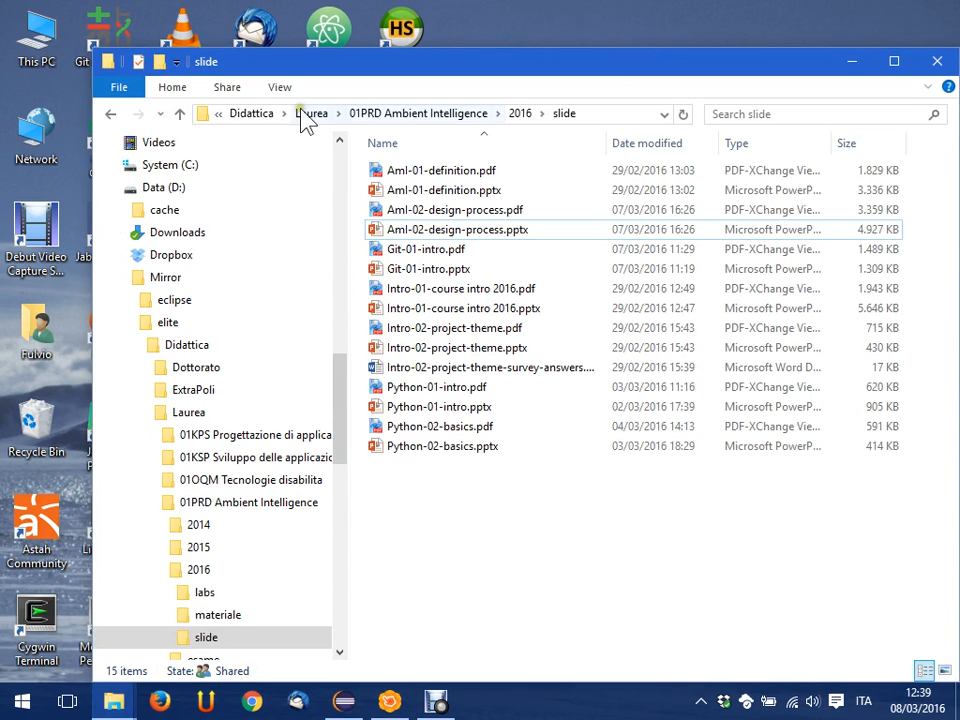 This PC
Git
HS
slide
File
Home
Share
View
«
Didattica
Laurea
01PRD Ambient Intelligence
2016
slide
Search slide
Name
Date modified
Type
Size
AmI-01-definition.pdf 29/02/2016 13:03 PDF-XChange Vie... 1.829 KB
AmI-01-definition.pptx 29/02/2016 13:02 Microsoft PowerP... 3.336 KB
AmI-02-design-process.pdf 07/03/2016 16:26 PDF-XChange Vie... 3.359 KB
AmI-02-design-process.pptx 07/03/2016 16:26 Microsoft PowerP... 4.927 KB
Git-01-intro.pdf 07/03/2016 11:29 PDF-XChange Vie... 1.489 KB
Git-01-intro.pptx 07/03/2016 11:19 Microsoft PowerP... 1.309 KB
Intro-01-course intro 2016.pdf 29/02/2016 12:49 PDF-XChange Vie... 1.943 KB
Intro-01-course intro 2016.pptx 29/02/2016 12:47 Microsoft PowerP... 5.646 KB
Intro-02-project-theme.pdf 29/02/2016 15:43 PDF-XChange Vie... 715 KB
Intro-02-project-theme.pptx 29/02/2016 15:43 Microsoft PowerP... 430 KB
Intro-02-project-theme-survey-answers.... 29/02/2016 15:39 Microsoft Word D... 17 KB
Python-01-intro.pdf 03/03/2016 11:16 PDF-XChange Vie... 620 KB
Python-01-intro.pptx 02/03/2016 17:39 Microsoft PowerP... 905 KB
Python-02-basics.pdf 04/03/2016 14:13 PDF-XChange Vie... 591 KB
Python-02-basics.pptx 03/03/2016 18:29 Microsoft PowerP... 414 KB
Videos
System (C:)
Data (D:)
cache
Downloads
Dropbox
Mirror
eclipse
elite
Didattica
Dottorato
ExtraPoli
Laurea
01KPS Progettazione di applica
01KSP Sviluppo delle applicazio
01OQM Tecnologie disabilita
01PRD Ambient Intelligence
2014
2015
2016
labs
materiale
slide
15 items
State:
Shared
Network
Debut Video
Capture S...
Jab
Fulvio
Recycle Bin
Astah
Community
Li
Cygwin
Terminal
ITA
12:39
08/03/2016